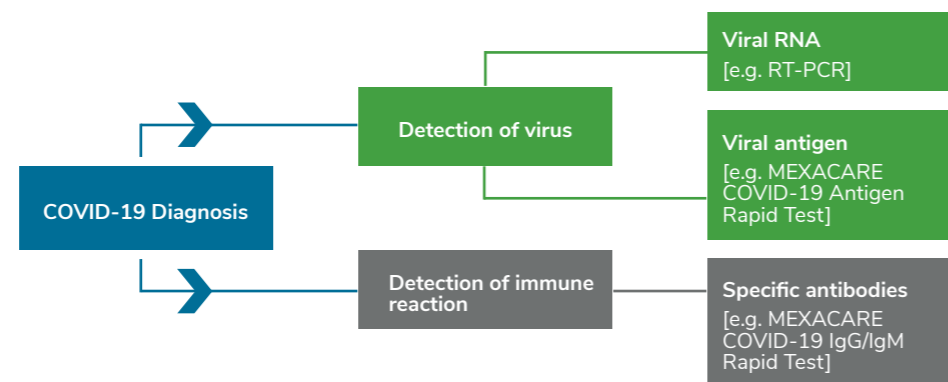 Viral RNA
[e.g. RT-PCR]
Detection of virus
Viral antigen
[e.g. MEXACARE
COVID-19 Antigen
Rapid Test]
COVID-19 Diagnosis
Detection of immune
reaction
Specific antibodies
[e.g. MEXACARE
COVID-19 IgG/IgM
Rapid Test]